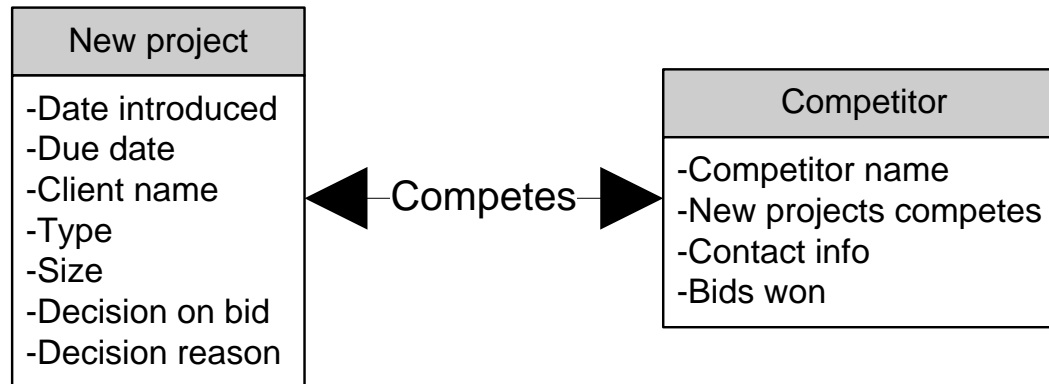 New project
-Date introduced
-Due date
-Client name
-Type
-Size
-Decision on bid
-Decision reason
Competes
Competitor
-Competitor name
-New projects competes
-Contact info
-Bids won